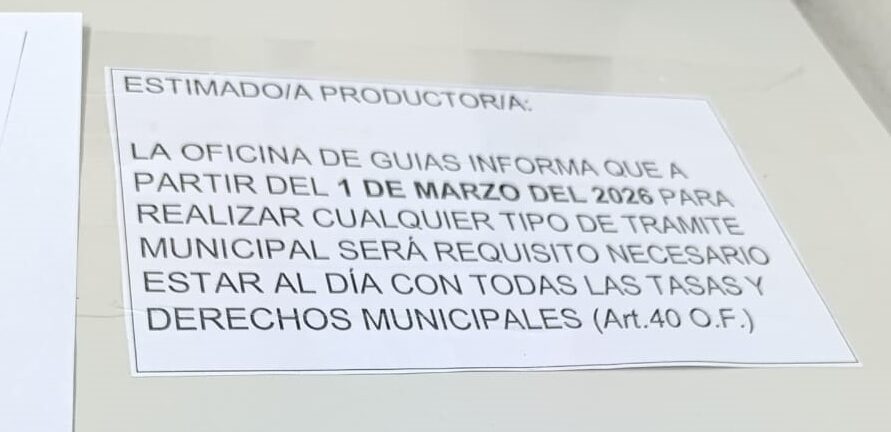 ESTIMADO/A PRODUCTOR/A:
LA OFICINA DE GUIAS INFORMA QUE A
PARTIR DEL 1 DE MARZO DEL 2026 PARA
REALIZAR CUALQUIER TIPO DE TRAMITE
MUNICIPAL SERÁ REQUISITO NECESARIO
ESTAR AL DÍA CON TODAS LAS TASAS Y
DERECHOS MUNICIPALES (Art.40 O.F.)